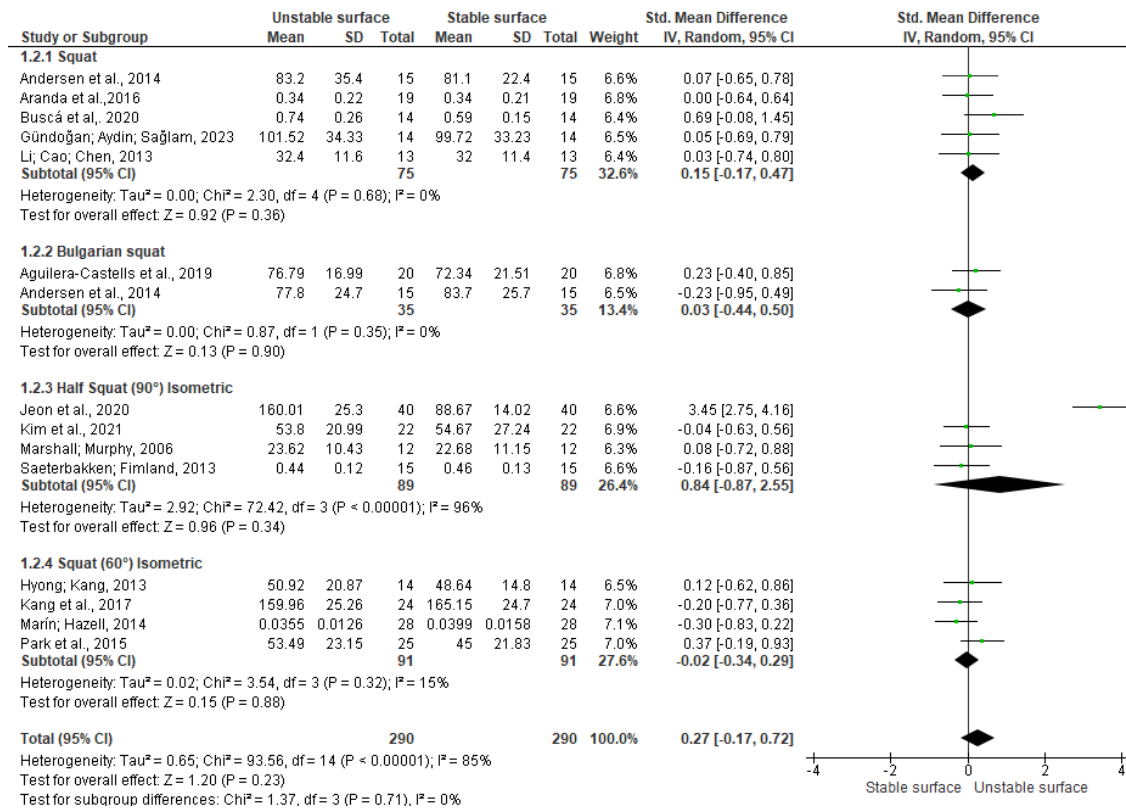 Unstable surface Stable surface Std. Mean Difference Std. Mean Difference
Study or Subgroup Mean SD Total Mean SD Total Weight IV, Random, 95% CI IV, Random, 95% CI
1.2.1 Squat
Andersen et al., 2014 83.2 35.4 15 81.1 22.4 15 6.6% 0.07 [-0.65, 0.78]
Aranda et al.,2016 0.34 0.22 19 0.34 0.21 19 6.8% 0.00 [-0.64, 0.64]
Buscá et al,. 2020 0.74 0.26 14 0.59 0.15 14 6.4% 0.69 [-0.08, 1.45]
Gündoğan; Aydin; Sağlam, 2023 101.52 34.33 14 99.72 33.23 14 6.5% 0.05 [-0.69, 0.79]
Li; Cao; Chen, 2013 32.4 11.6 13 32 11.4 13 6.4% 0.03 [-0.74, 0.80]
Subtotal (95% CI) 75 75 32.6% 0.15 [-0.17, 0.47]
Heterogeneity: Tau² = 0.00; Chi² = 2.30, df = 4 (P = 0.68); I² = 0%
Test for overall effect: Z = 0.92 (P = 0.36)
1.2.2 Bulgarian squat
Aguilera-Castells et al., 2019 76.79 16.99 20 72.34 21.51 20 6.8% 0.23 [-0.40, 0.85]
Andersen et al., 2014 77.8 24.7 15 83.7 25.7 15 6.5% -0.23 [-0.95, 0.49]
Subtotal (95% CI) 35 35 13.4% 0.03 [-0.44, 0.50]
Heterogeneity: Tau² = 0.00; Chi² = 0.87, df = 1 (P = 0.35); I² = 0%
Test for overall effect: Z = 0.13 (P = 0.90)
1.2.3 Half Squat (90°) Isometric
Jeon et al., 2020 160.01 25.3 40 88.67 14.02 40 6.6% 3.45 [2.75, 4.16]
Kim et al., 2021 53.8 20.99 22 54.67 27.24 22 6.9% -0.04 [-0.63, 0.56]
Marshall; Murphy, 2006 23.62 10.43 12 22.68 11.15 12 6.3% 0.08 [-0.72, 0.88]
Saeterbakken; Fimland, 2013 0.44 0.12 15 0.46 0.13 15 6.6% -0.16 [-0.87, 0.56]
Subtotal (95% CI) 89 89 26.4% 0.84 [-0.87, 2.55]
Heterogeneity: Tau² = 2.92; Chi² = 72.42, df = 3 (P < 0.00001); I² = 96%
Test for overall effect: Z = 0.96 (P = 0.34)
1.2.4 Squat (60°) Isometric
Hyong; Kang, 2013 50.92 20.87 14 48.64 14.8 14 6.5% 0.12 [-0.62, 0.86]
Kang et al., 2017 159.96 25.26 24 165.15 24.7 24 7.0% -0.20 [-0.77, 0.36]
Marín; Hazell, 2014 0.0355 0.0126 28 0.0399 0.0158 28 7.1% -0.30 [-0.83, 0.22]
Park et al., 2015 53.49 23.15 25 45 21.83 25 7.0% 0.37 [-0.19, 0.93]
Subtotal (95% CI) 91 91 27.6% -0.02 [-0.34, 0.29]
Heterogeneity: Tau² = 0.02; Chi² = 3.54, df = 3 (P = 0.32); I² = 15%
Test for overall effect: Z = 0.15 (P = 0.88)
Total (95% CI) 290 290 100.0% 0.27 [-0.17, 0.72]
Heterogeneity: Tau² = 0.65; Chi² = 93.56, df = 14 (P < 0.00001); I² = 85%
Test for overall effect: Z = 1.20 (P = 0.23)
Test for subgroup differences: Chi² = 1.37, df = 3 (P = 0.71), I² = 0%
-4 -2 0 2 4
Stable surface Unstable surface